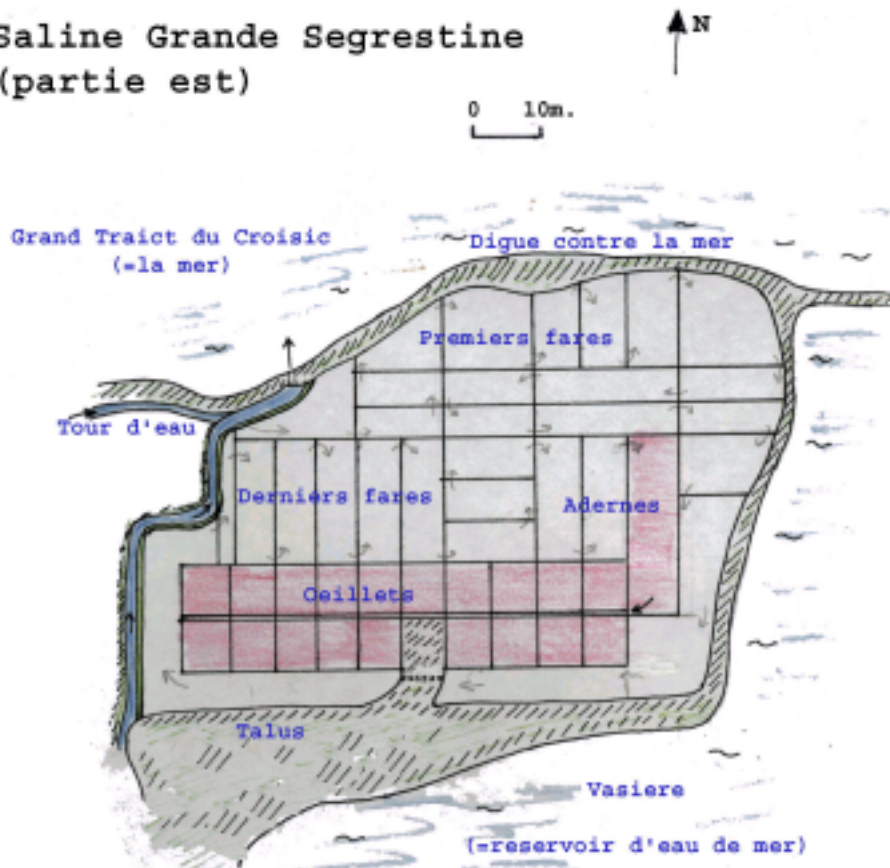 Saline Grande Segrestine
(partie est)
N
0 10m.
Grand Traict du Croisic
(=la mer)
Digue contre la mer
Premiers fares
Tour d'eau
Derniers fares
Adernes
Oeillets
Talus
Vasiere
(=reservoir d'eau de mer)